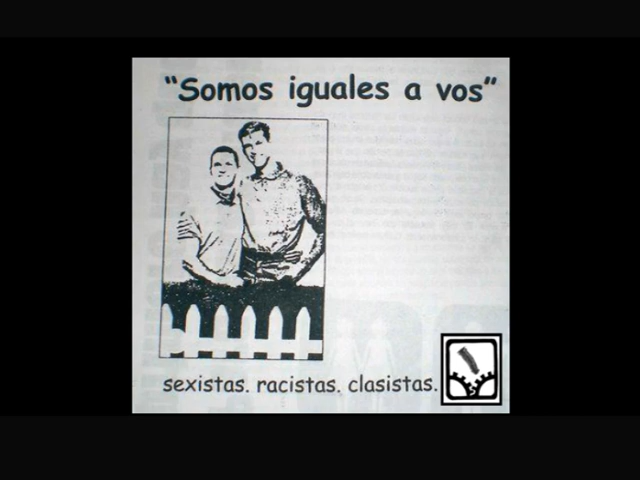 “Somos iguales a vos”
sexistas. racistas. clasistas.